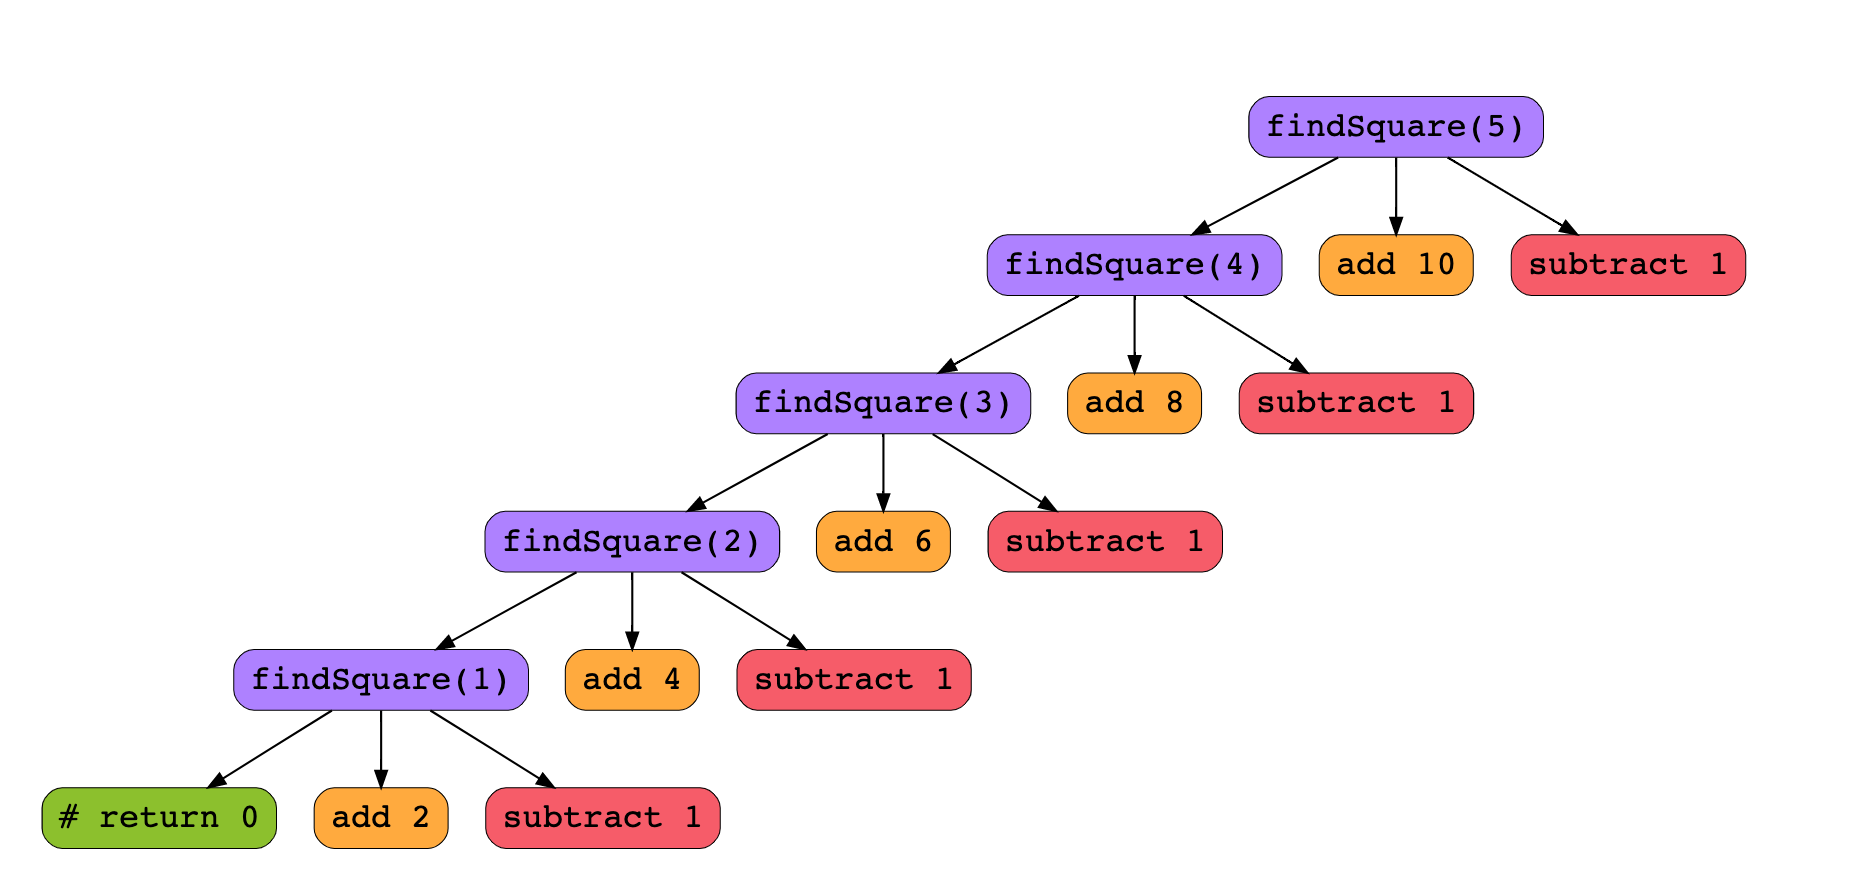 findSquare(5)
findSquare(4)
add 10
subtract 1
findSquare(3)
add 8
subtract 1
findSquare(2)
add 6
subtract 1
findSquare(1)
add 4
subtract 1
# return 0
add 2
subtract 1